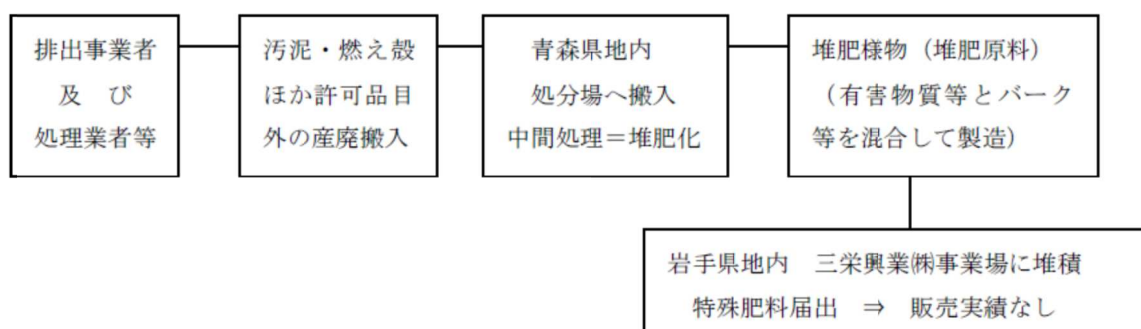 排出事業者
及 び
処理業者等
汚泥・燃え殻
ほか許可品目
外の産廃搬入
青森県地内
処分場へ搬入
中間処理＝堆肥化
堆肥様物（堆肥原料）
（有害物質等とバーク
等を混合して製造）
岩手県地内 三栄興業㈱事業場に堆積
特殊肥料届出 ⇒ 販売実績なし